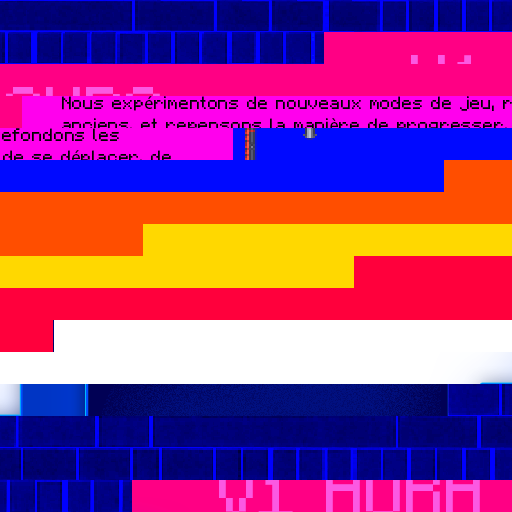 Nous expérimentons de nouveaux modes de jeu, r
anciens, et repensons la manière de progresser,
efondons les
de se déplacer, de
V1 AURA